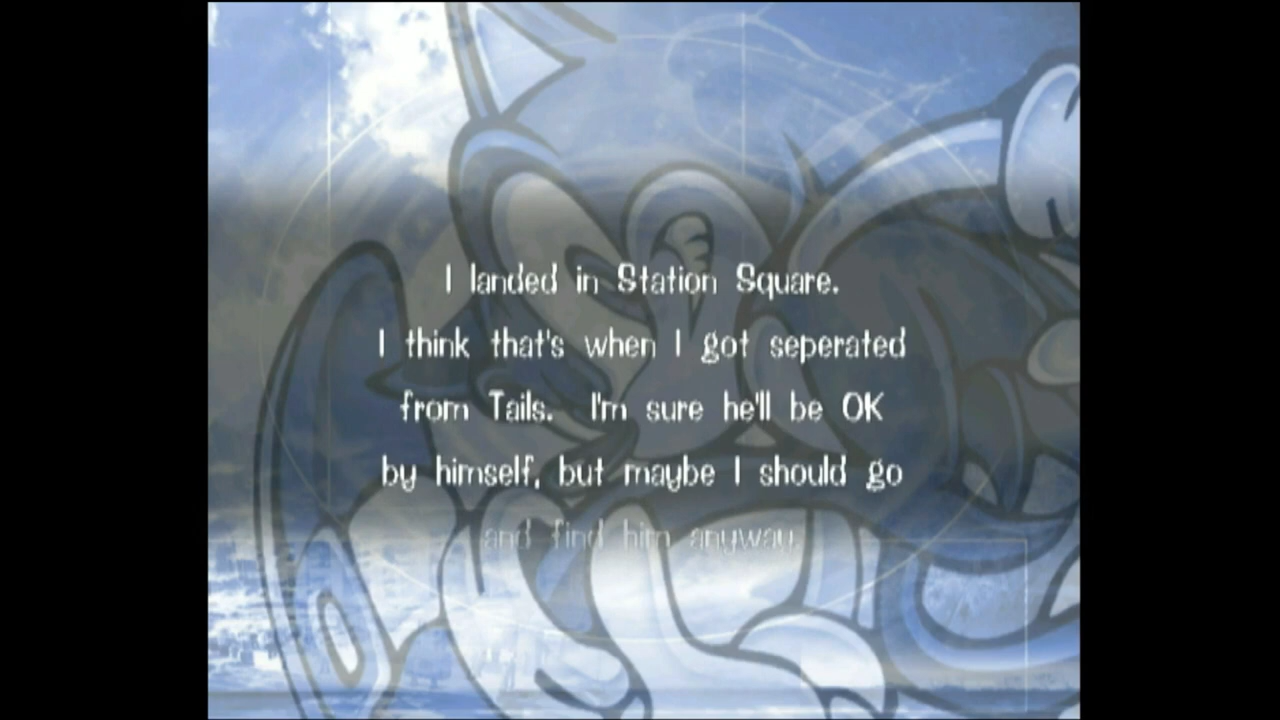 I landed in Station Square.
I think that's when I got seperated
from Tails. I'm sure he'll be OK
by himself, but maybe I should go
and find him anyway.